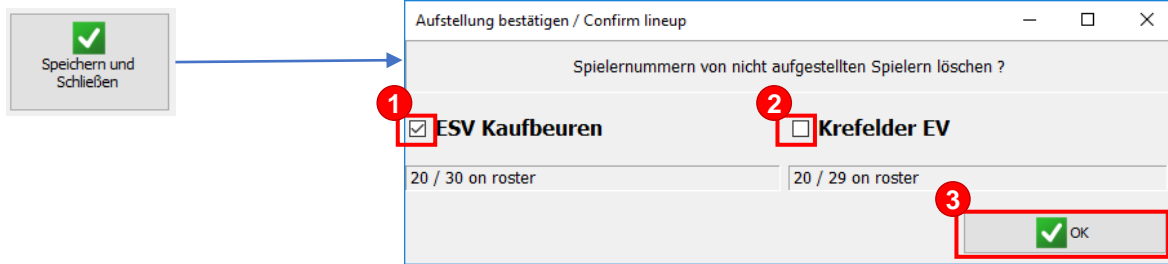 Speichern und
Schließen
Aufstellung bestätigen / Confirm lineup
Spielernummern von nicht aufgestellten Spielern löschen ?
1
ESV Kaufbeuren
2
Krefelder EV
20 / 30 on roster
20 / 29 on roster
3
OK